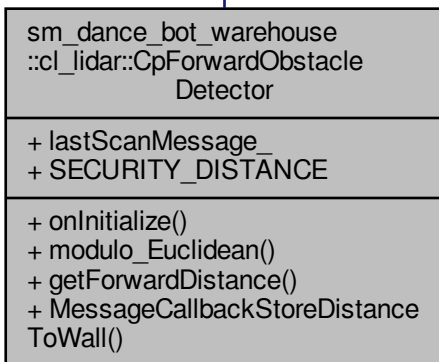 sm_dance_bot_warehouse
::cl_lidar::CpForwardObstacle
Detector
+ lastScanMessage_
+ SECURITY_DISTANCE
+ onInitialize()
+ modulo_Euclidean()
+ getForwardDistance()
+ MessageCallbackStoreDistance
ToWall()